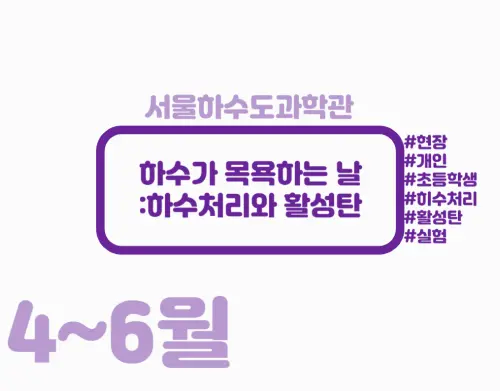 서울하수도과학관
하수가 목욕하는 날
:하수처리와 활성탄
#현장
#개인
#초등학생
#히수처리
#활성탄
#실험
4~6월